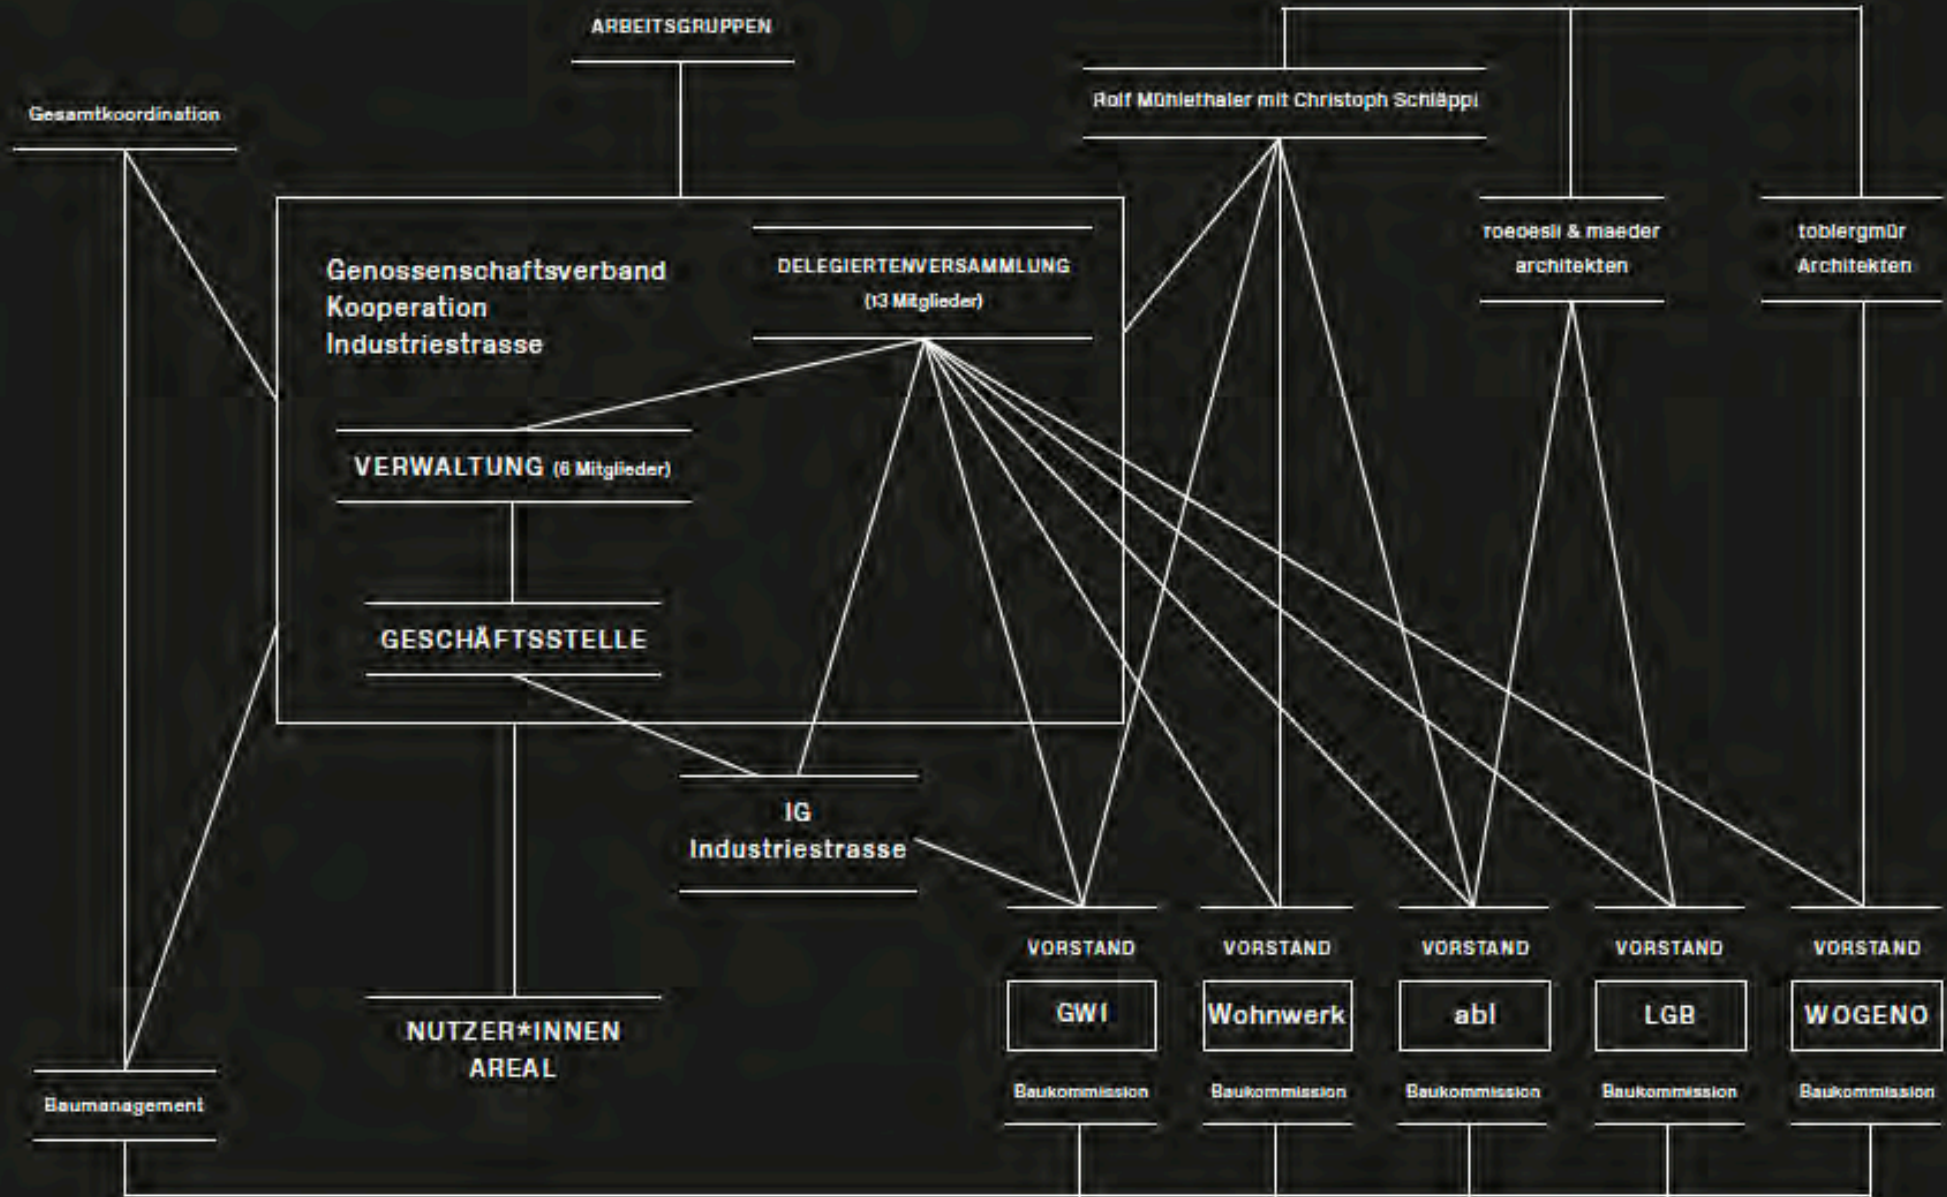 ARBEITSGRUPPEN
Gesamtkoordination
Rolf Mühlethaler mit Christoph Schläppi
roeoesli & maeder
architekten
toblergmür
Architekten
Genossenschaftsverband
Kooperation
Industriestrasse
DELEGIERTENVERSAMMLUNG
(13 Mitglieder)
VERWALTUNG (6 Mitglieder)
GESCHÄFTSSTELLE
IG
Industriestrasse
NUTZER*INNEN
AREAL
Baumanagement
VORSTAND
GWI
Baukommission
VORSTAND
Wohnwerk
Baukommission
VORSTAND
abl
Baukommission
VORSTAND
LGB
Baukommission
VORSTAND
WOGENO
Baukommission